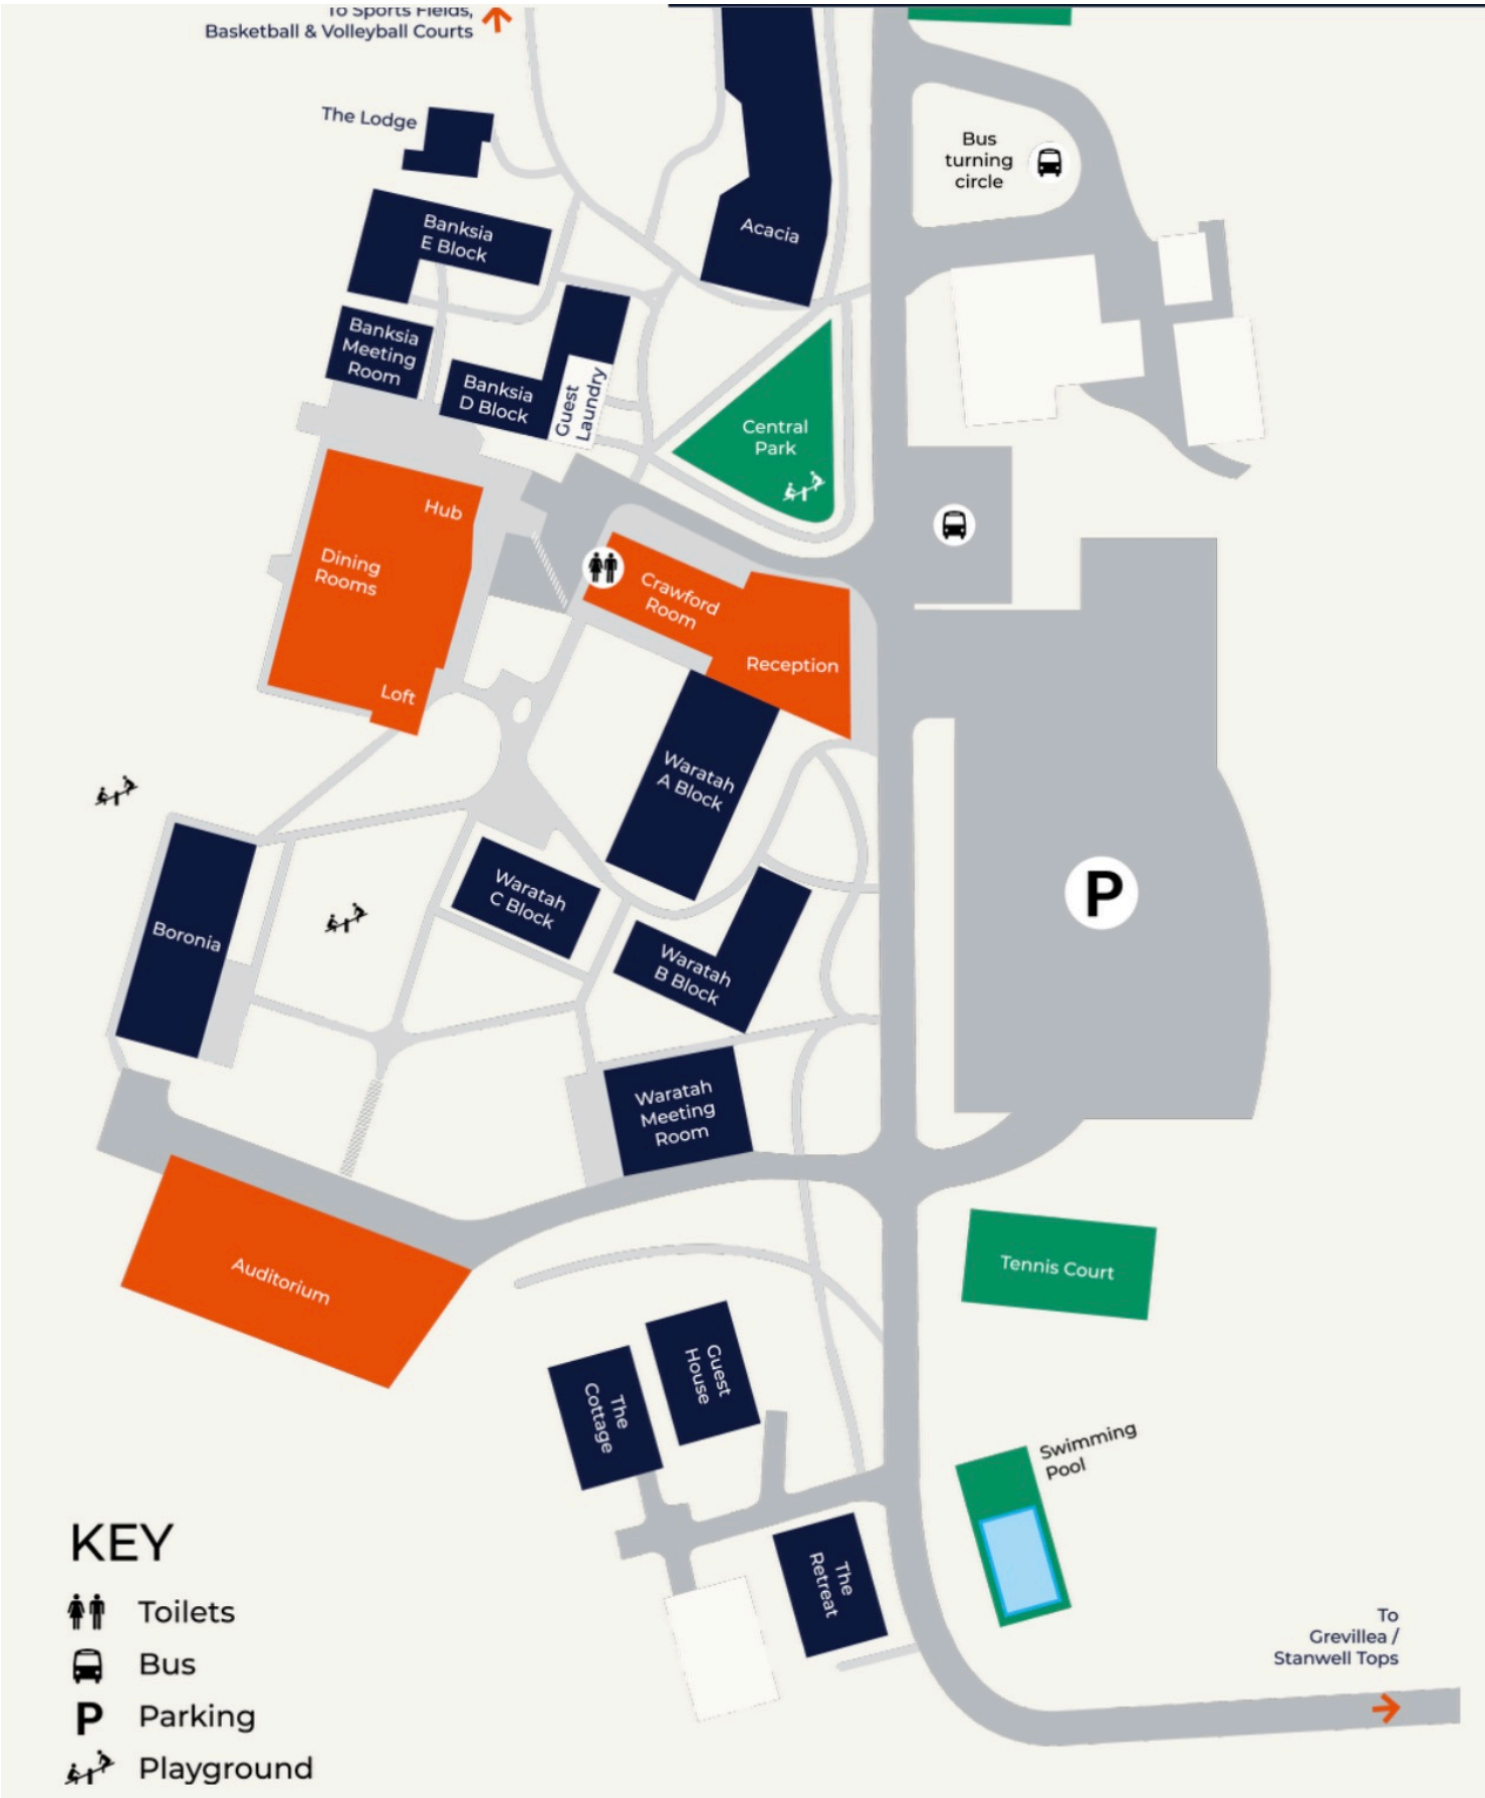 To Sports Fields,
Basketball & Volleyball Courts
The Lodge
Bus
turning
circle
Banksia
E Block
Acacia
Banksia
Meeting
Room
Banksia
D Block
Guest
Laundry
Central
Park
Hub
Dining
Rooms
Loft
Crawford
Room
Reception
Waratah
A Block
P
Waratah
C Block
Boronia
Waratah
B Block
Waratah
Meeting
Room
Auditorium
Tennis Court
Guest
House
The
Cottage
Swimming
Pool
The
Retreat
KEY
Toilets
Bus
P Parking
Playground
To
Grevillea /
Stanwell Tops